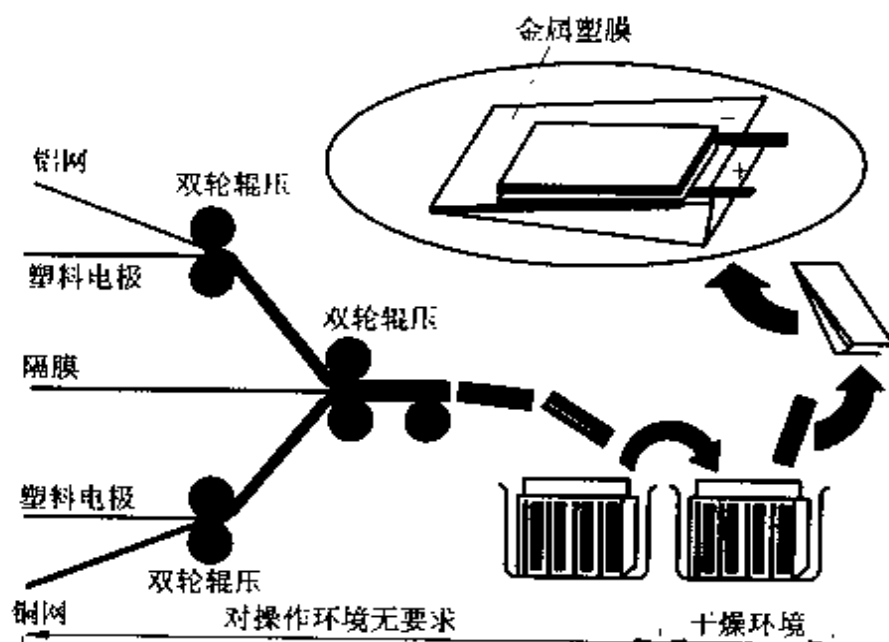 金属塑膜
铝网
双轮辊压
塑料电极
双轮辊压
隔膜
塑料电极
双轮辊压
铜网
对操作环境无要求
干燥环境
−
+